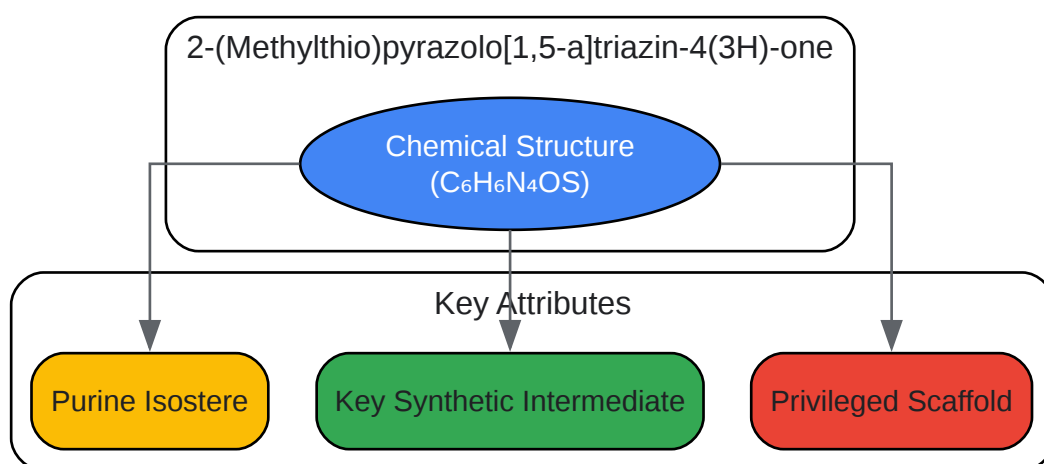 2-(Methylthio)pyrazolo[1,5-a]triazin-4(3H)-one
Chemical Structure
(C₆H₆N₄OS)
Key Attributes
Purine Isostere
Key Synthetic Intermediate
Privileged Scaffold